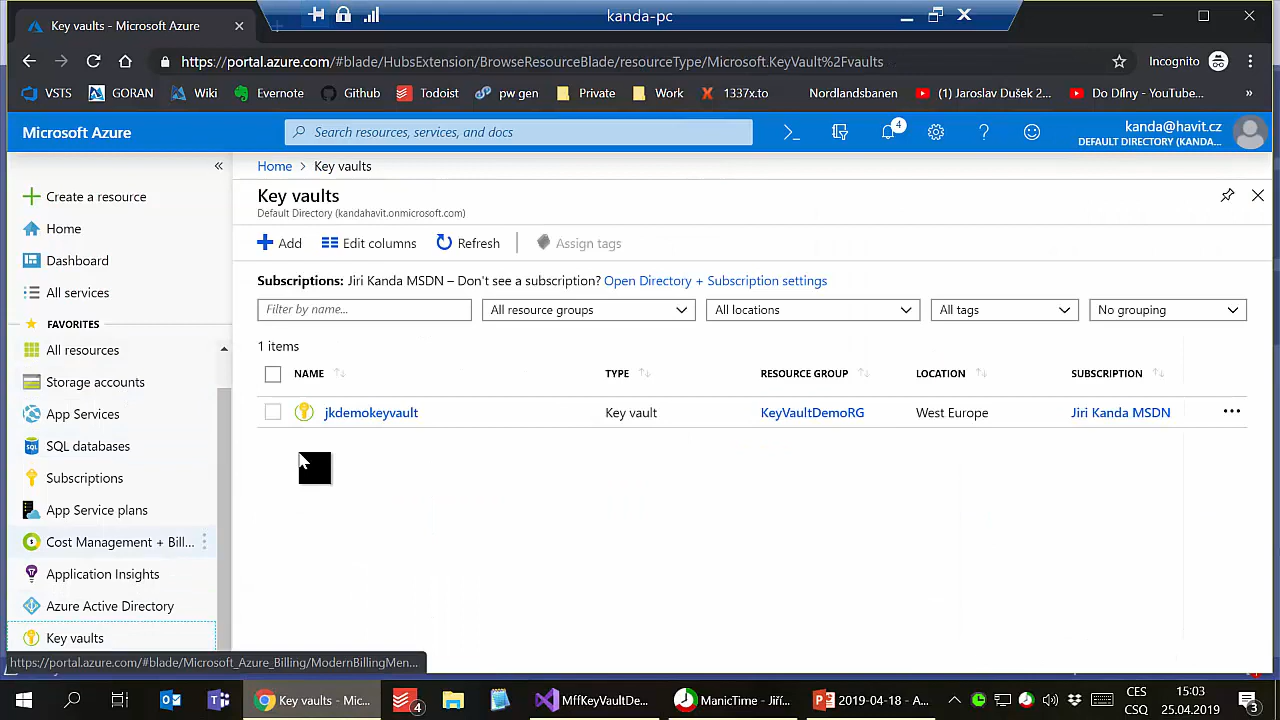 Key vaults - Microsoft Azure
kanda-pc
https://portal.azure.com/#blade/HubsExtension/BrowseResourceBlade/resourceType/Microsoft.KeyVault%2Fvaults
Incognito
VSTS
GORAN
Wiki
Evernote
Github
Todoist
pw gen
Private
Work
1337x.to
Nordlandsbanen
(1) Jaroslav Dušek 2...
Do Dílny - YouTube...
»
Microsoft Azure
Search resources, services, and docs
4
kanda@havit.cz
DEFAULT DIRECTORY (KANDA...
«
Create a resource
Home
Dashboard
All services
FAVORITES
All resources
Storage accounts
App Services
SQL databases
Subscriptions
App Service plans
Cost Management + Bill...
Application Insights
Azure Active Directory
Key vaults
Home > Key vaults
Key vaults
Default Directory (kandahavit.onmicrosoft.com)
Add
Edit columns
Refresh
Assign tags
Subscriptions: Jiri Kanda MSDN – Don't see a subscription? Open Directory + Subscription settings
Filter by name...
All resource groups
All locations
All tags
No grouping
1 items
NAME
TYPE
RESOURCE GROUP
LOCATION
SUBSCRIPTION
jkdemokeyvault
Key vault
KeyVaultDemoRG
West Europe
Jiri Kanda MSDN
https://portal.azure.com/#blade/Microsoft_Azure_Billing/ModernBillingMen...
Key vaults - Mic...
4
MffKeyVaultDe...
ManicTime - Jiří...
2019-04-18 - A...
CES
CSQ
15:03
25.04.2019
3